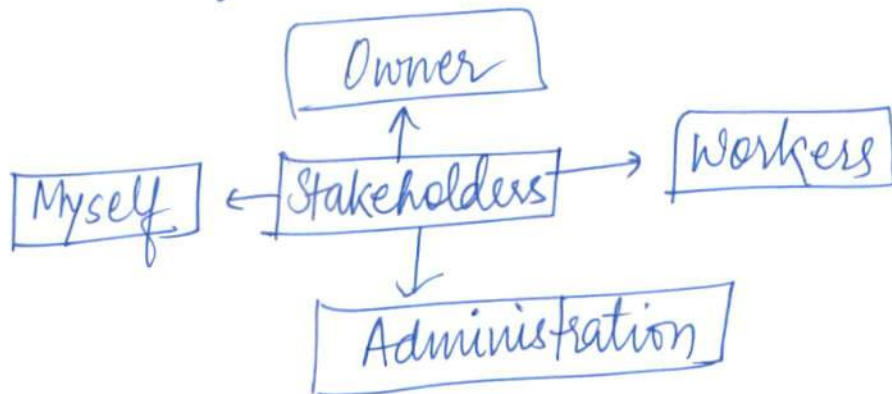 Owner
Myself
Stakeholders
Workers
Administration